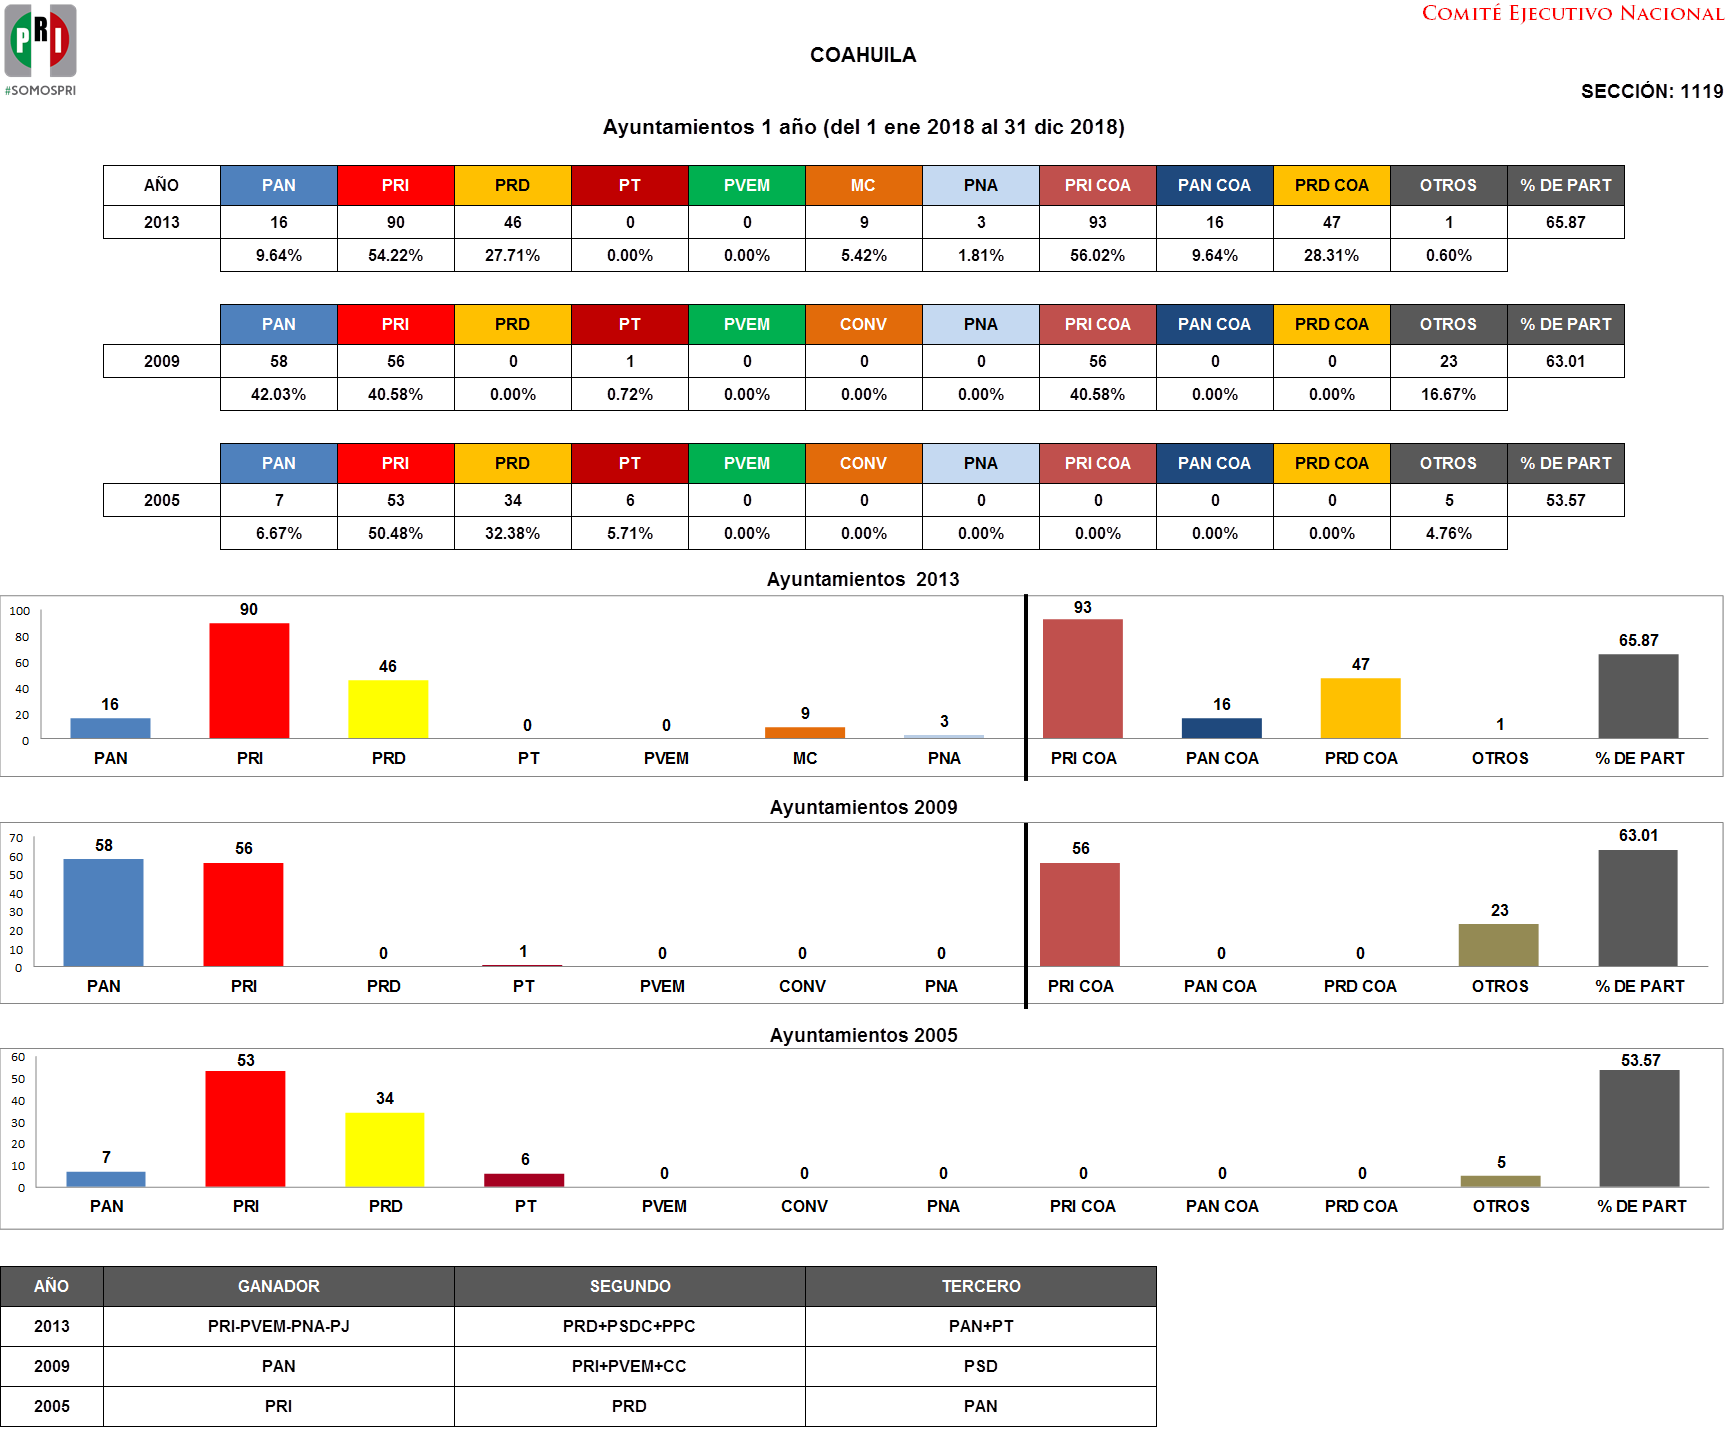 PRI
#SOMOSPRI
COMITÉ EJECUTIVO NACIONAL
COAHUILA
SECCIÓN: 1119
Ayuntamientos 1 año (del 1 ene 2018 al 31 dic 2018)
AÑO PAN PRI PRD PT PVEM MC PNA PRI COA PAN COA PRD COA OTROS % DE PART
2013 16 90 46 0 0 9 3 93 16 47 1 65.87
9.64% 54.22% 27.71% 0.00% 0.00% 5.42% 1.81% 56.02% 9.64% 28.31% 0.60%
PAN PRI PRD PT PVEM CONV PNA PRI COA PAN COA PRD COA OTROS % DE PART
2009 58 56 0 1 0 0 0 56 0 0 23 63.01
42.03% 40.58% 0.00% 0.72% 0.00% 0.00% 0.00% 40.58% 0.00% 0.00% 16.67%
PAN PRI PRD PT PVEM CONV PNA PRI COA PAN COA PRD COA OTROS % DE PART
2005 7 53 34 6 0 0 0 0 0 0 5 53.57
6.67% 50.48% 32.38% 5.71% 0.00% 0.00% 0.00% 0.00% 0.00% 0.00% 4.76%
Ayuntamientos 2013
100
80
60
40
20
0
16 90 46 0 0 9 3 93 16 47 1 65.87
PAN PRI PRD PT PVEM MC PNA PRI COA PAN COA PRD COA OTROS % DE PART
Ayuntamientos 2009
70
60
50
40
30
20
10
0
58 56 0 1 0 0 0 56 0 0 23 63.01
PAN PRI PRD PT PVEM CONV PNA PRI COA PAN COA PRD COA OTROS % DE PART
Ayuntamientos 2005
60
50
40
30
20
10
0
7 53 34 6 0 0 0 0 0 0 5 53.57
PAN PRI PRD PT PVEM CONV PNA PRI COA PAN COA PRD COA OTROS % DE PART
AÑO GANADOR SEGUNDO TERCERO
2013 PRI-PVEM-PNA-PJ PRD+PSDC+PPC PAN+PT
2009 PAN PRI+PVEM+CC PSD
2005 PRI PRD PAN